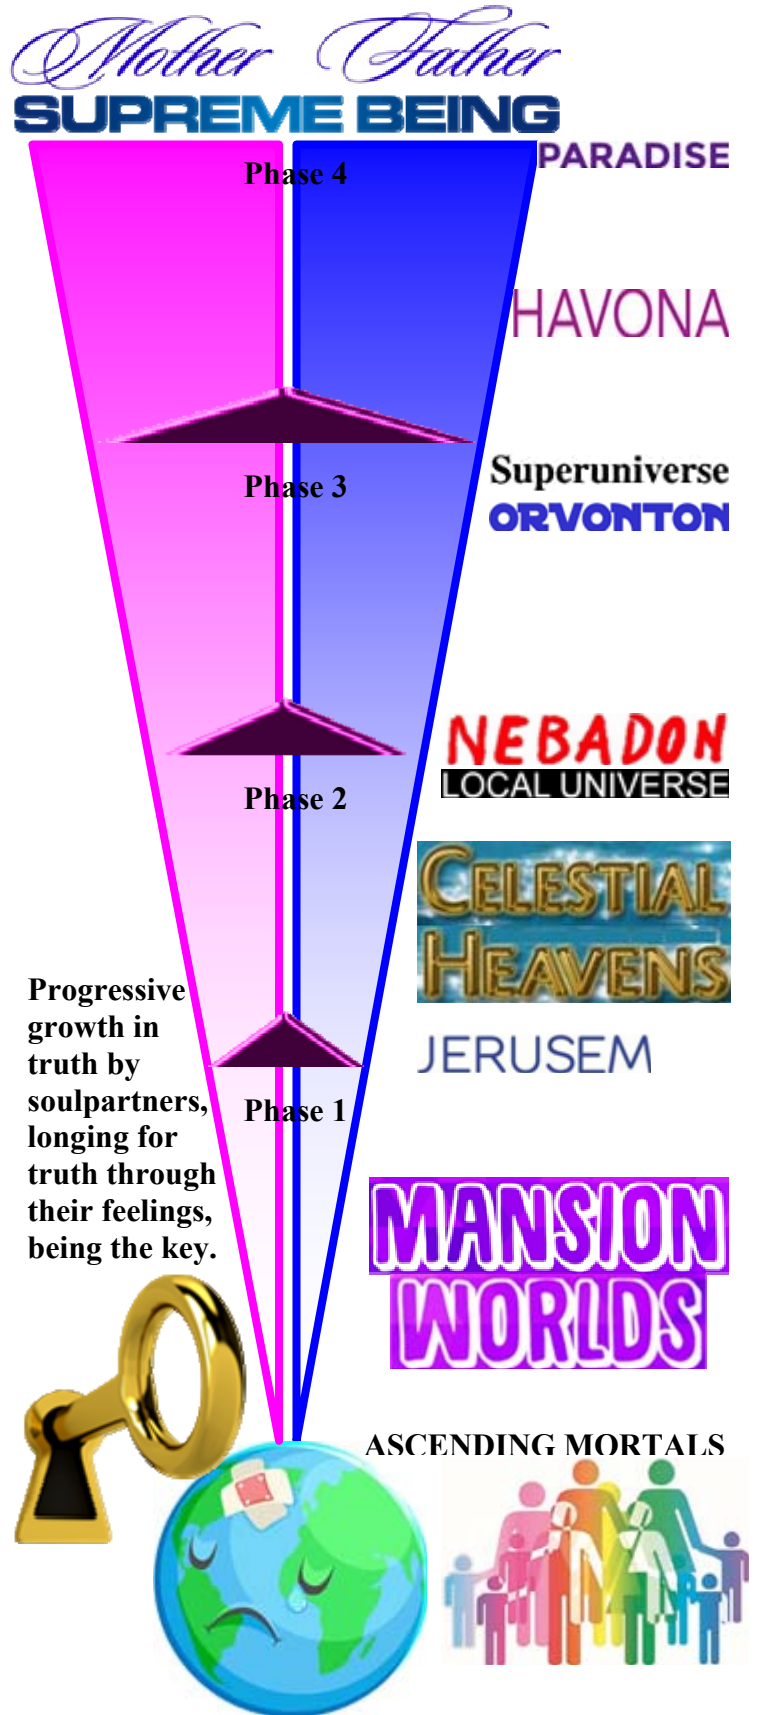 Mother Father
SUPREME BEING
PARADISE
Phase 4
HAVONA
Superuniverse
ORVONTON
Phase 3
NEBADON
LOCAL UNIVERSE
Phase 2
CELESTIAL
HEAVENS
JERUSEM
Progressive
growth in
truth by
soulpartners,
longing for
truth through
their feelings,
being the key.
Phase 1
MANSION
WORLDS
ASCENDING MORTALS